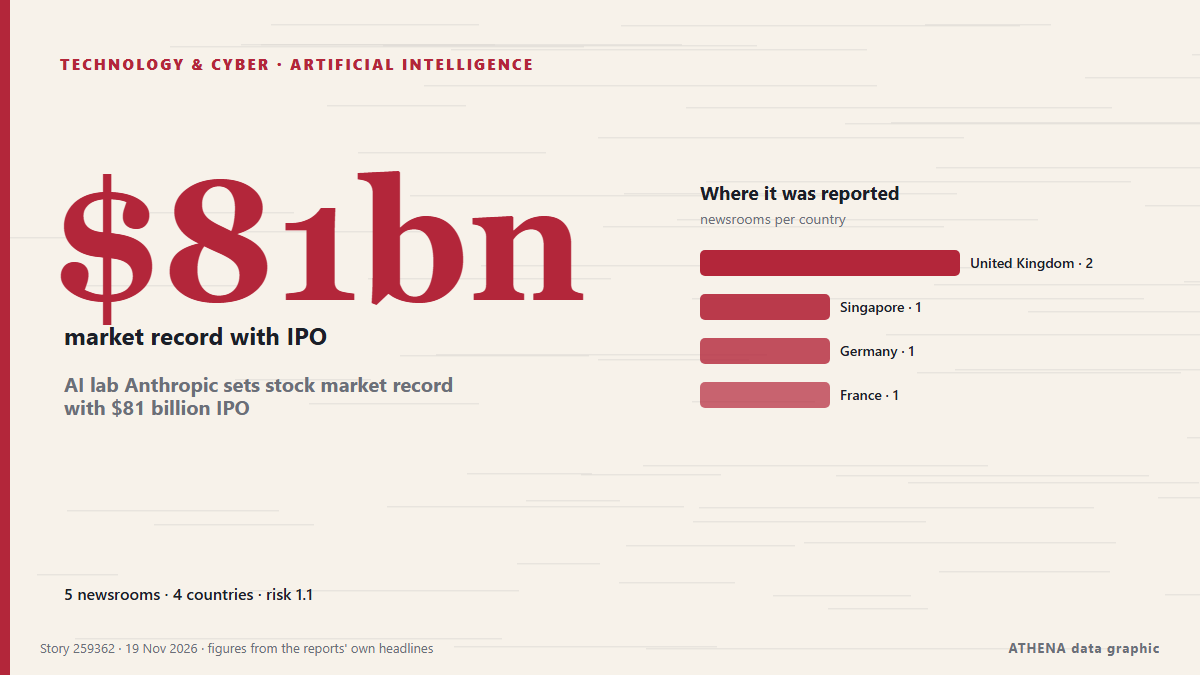 TECHNOLOGY & CYBER · ARTIFICIAL INTELLIGENCE
$81bn
market record with IPO
AI lab Anthropic sets stock market record
with $81 billion IPO
Where it was reported
newsrooms per country
United Kingdom · 2
Singapore · 1
Germany · 1
France · 1
5 newsrooms · 4 countries · risk 1.1
Story 259362 · 19 Nov 2026 · figures from the reports' own headlines
ATHENA data graphic